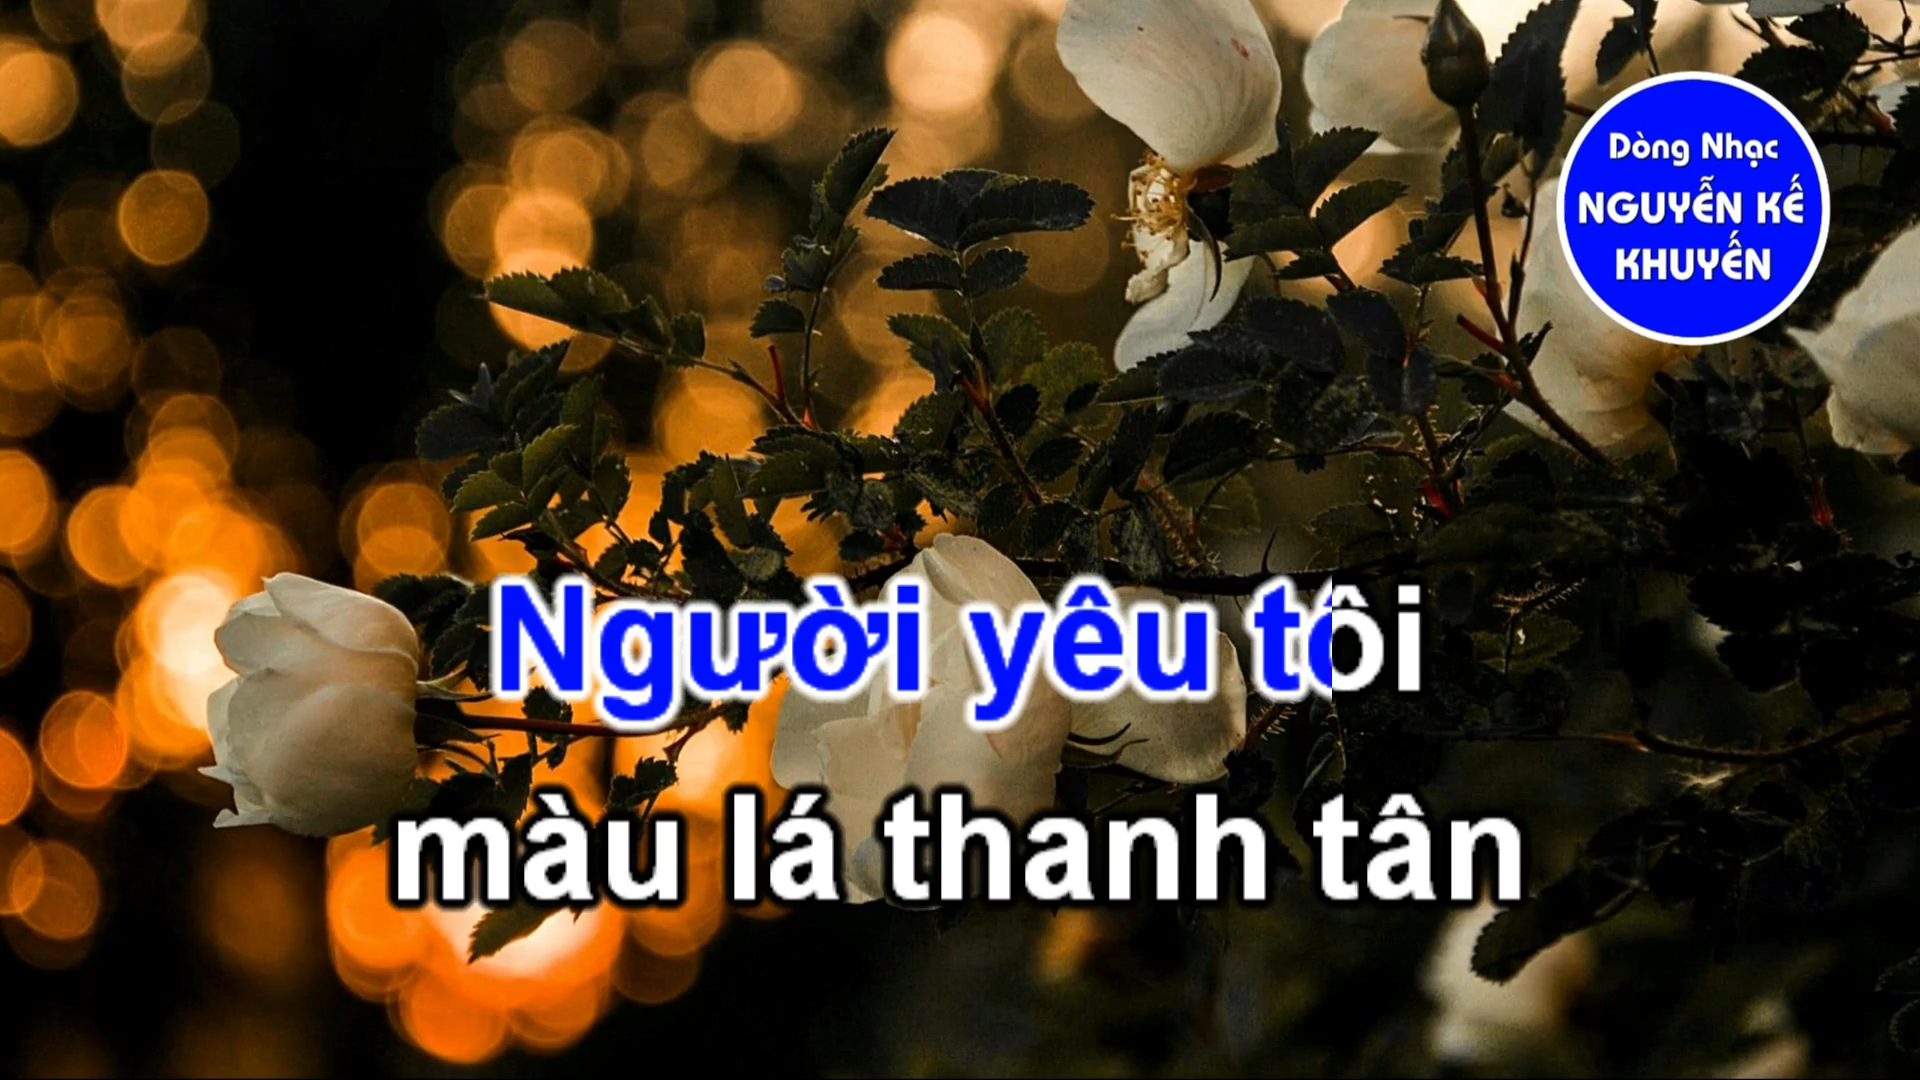 Dòng Nhạc
NGUYỄN KẾ
KHUYẾN
Người yêu tôi
màu lá thanh tân